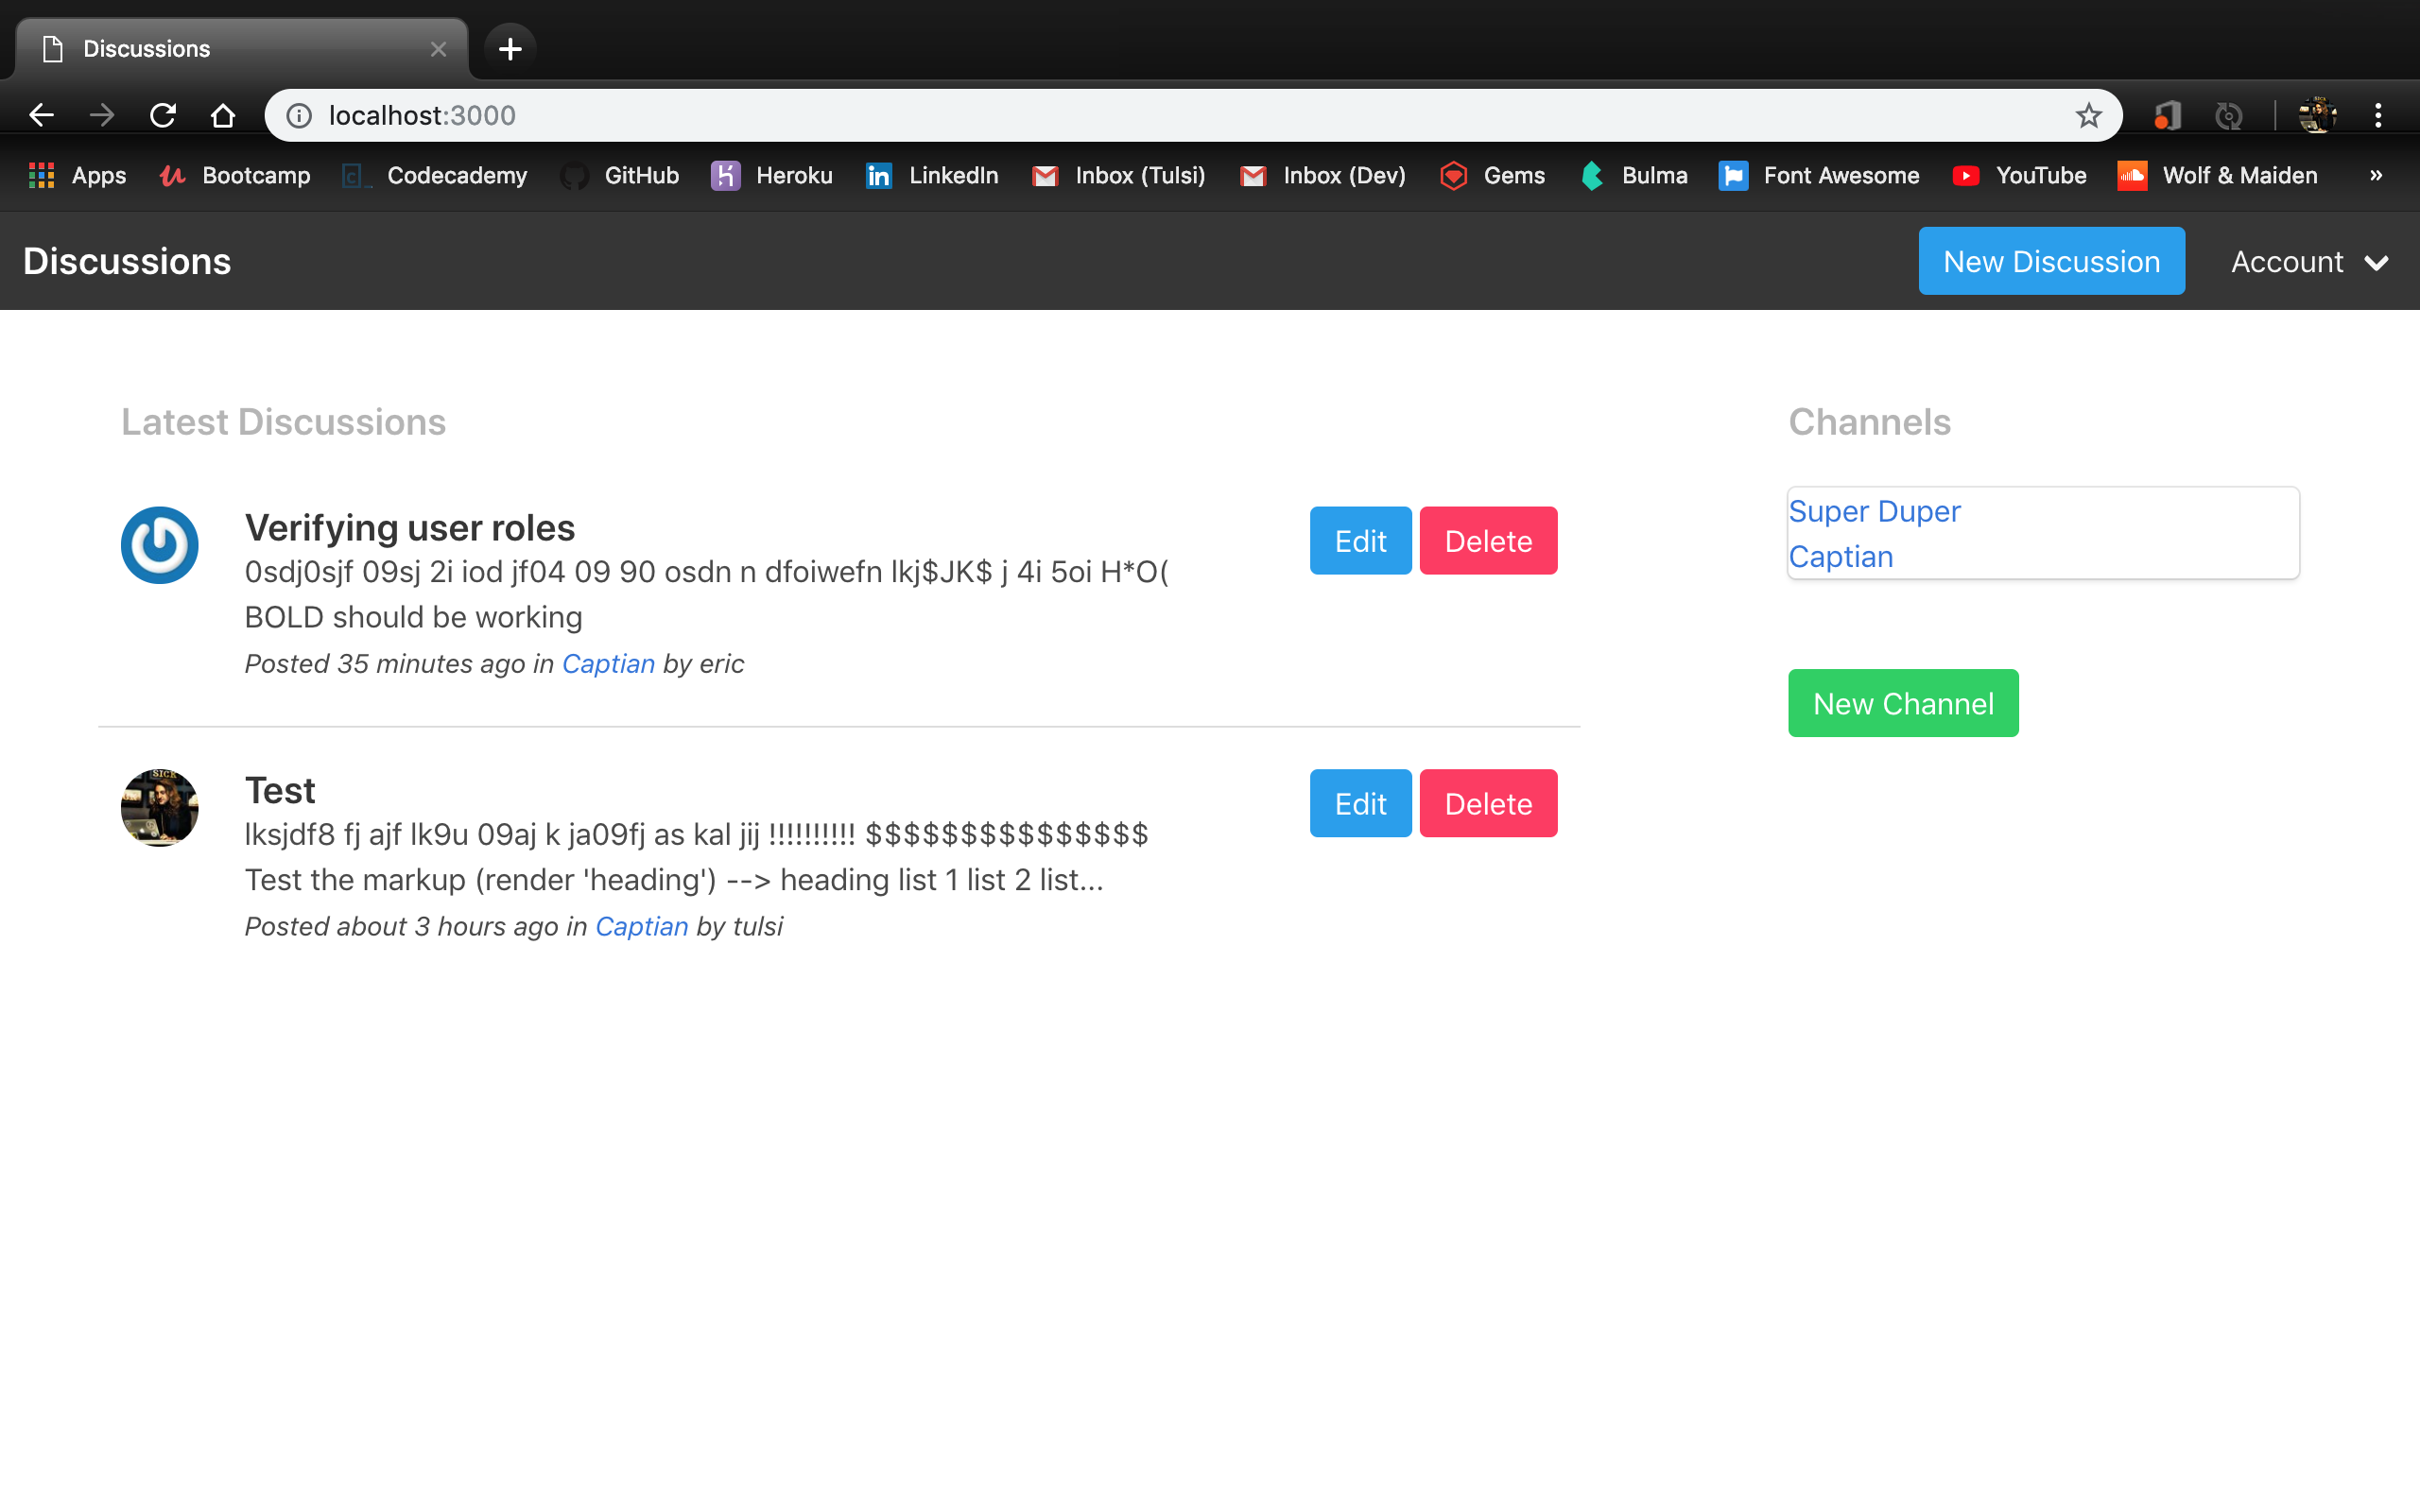 Discussions
localhost:3000
Apps Bootcamp Codecademy GitHub Heroku LinkedIn Inbox (Tulsi) Inbox (Dev) Gems Bulma Font Awesome YouTube Wolf & Maiden »
Discussions New Discussion Account
Latest Discussions
Verifying user roles
0sdj0sjf 09sj 2i iod jf04 09 90 osdn n dfoiwefn lkj$JK$ j 4i 5oi H*O(
BOLD should be working
Posted 35 minutes ago in Captian by eric
Edit Delete
SICK
Test
lksjdf8 fj ajf lk9u 09aj k ja09fj as kal jij !!!!!!!!!! $$$$$$$$$$$$$$$
Test the markup (render 'heading') --> heading list 1 list 2 list...
Posted about 3 hours ago in Captian by tulsi
Edit Delete
Channels
Super Duper
Captian
New Channel